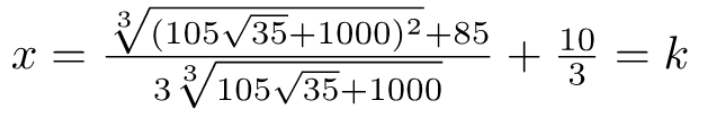 x = \frac{\sqrt[3]{(105\sqrt{35}+1000)^2}+85}{3\sqrt[3]{105\sqrt{35}+1000}} + \frac{10}{3} = k